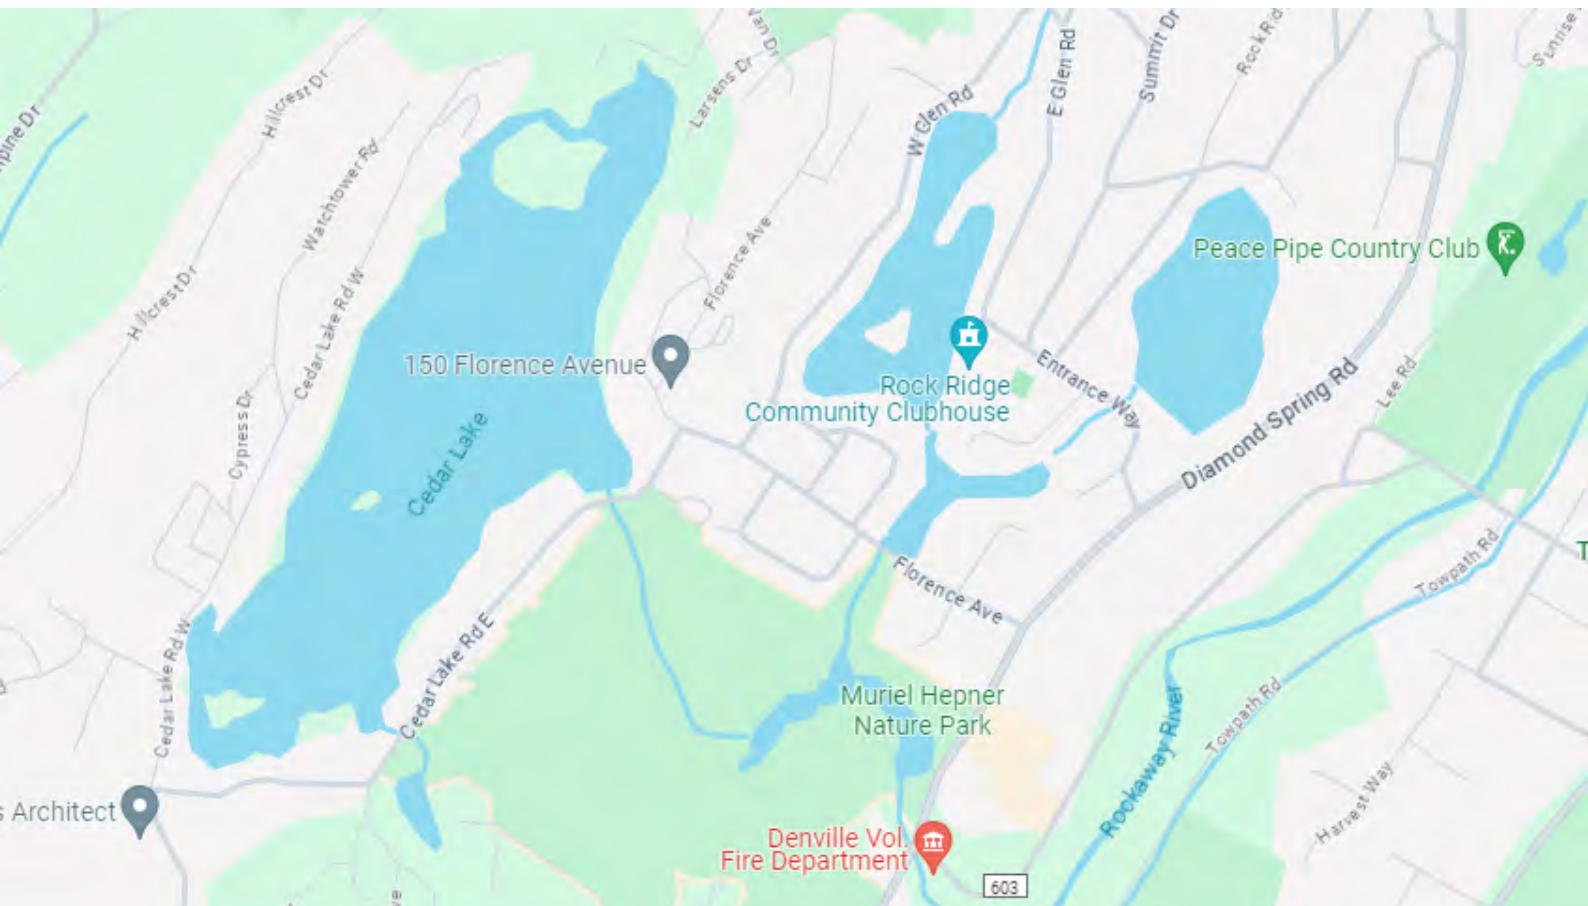 Van Dr
Larsens Dr
Hillcrest Dr
W Glen Rd
E Glen Rd
Summit Dr
Sunrise
Watchtower Rd
Florence Ave
Peace Pipe Country Club
Hillcrest Dr
Cedar Lake Rd W
150 Florence Avenue
Rock Ridge
Community Clubhouse
Entrance Way
Lee Rd
Diamond Spring Rd
Cypress Dr
Cedar Lake
Florence Ave
Towpath Rd
Cedar Lake Rd W
Cedar Lake Rd E
Muriel Hepner
Nature Park
Rockaway River
Towpath Rd
Harvest Way
s Architect
Denville Vol.
Fire Department
603